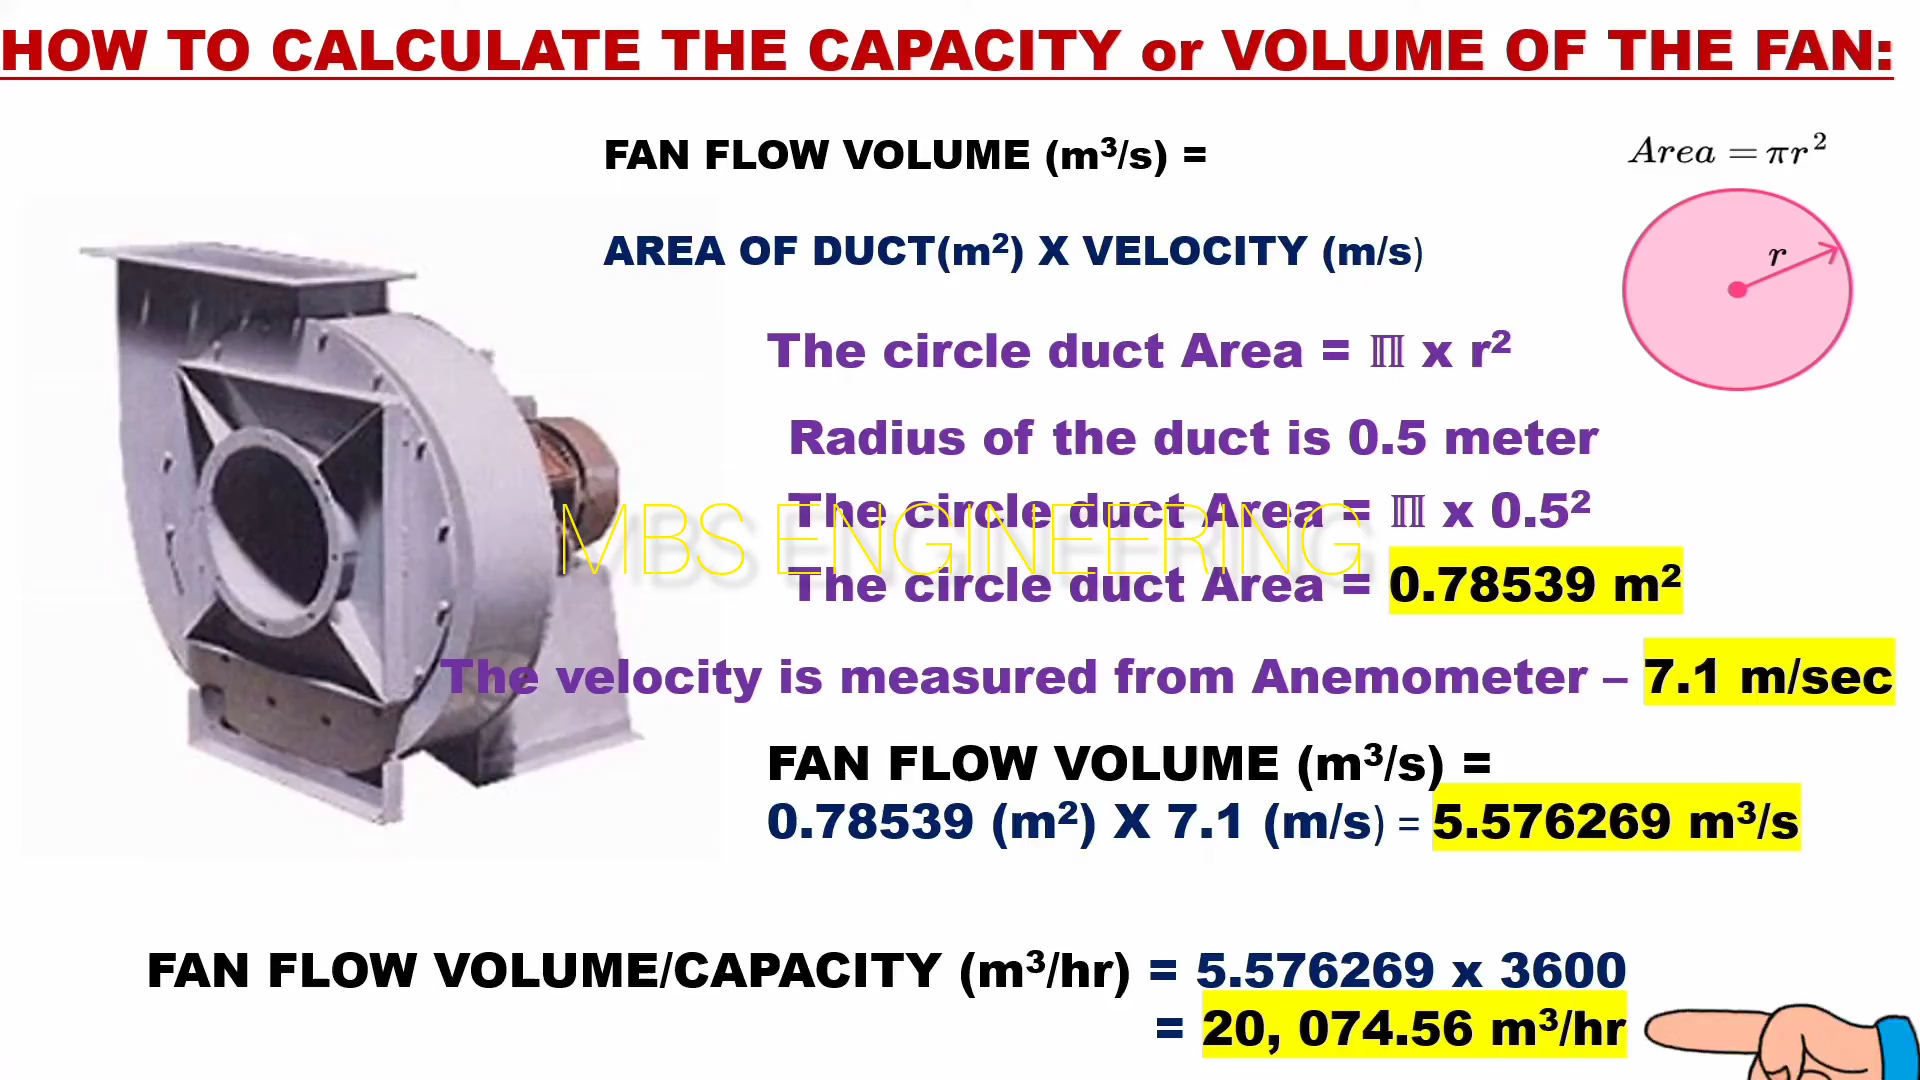 HOW TO CALCULATE THE CAPACITY or VOLUME OF THE FAN:
FAN FLOW VOLUME (m³/s) =
Area = πr²
AREA OF DUCT(m²) X VELOCITY (m/s)
r
The circle duct Area = ℿ x r²
Radius of the duct is 0.5 meter
The circle duct Area = ℿ x 0.5²
MBS ENGINEERING
The circle duct Area = 0.78539 m²
The velocity is measured from Anemometer – 7.1 m/sec
FAN FLOW VOLUME (m³/s) =
0.78539 (m²) X 7.1 (m/s) = 5.576269 m³/s
FAN FLOW VOLUME/CAPACITY (m³/hr) = 5.576269 x 3600
= 20, 074.56 m³/hr